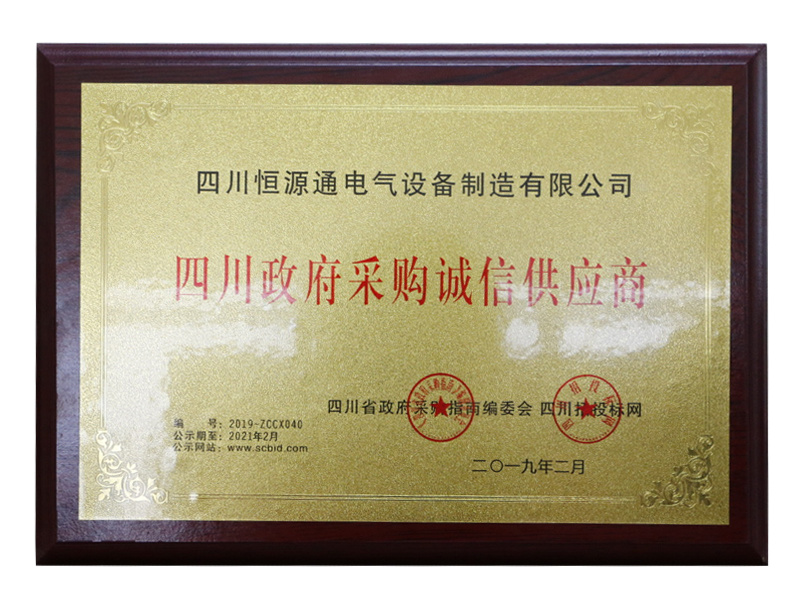 四川恒源通电气设备制造有限公司
四川政府采购诚信供应商
四川省政府采购指南编委会 四川招投标网
编 号：2019-ZCCX040
公示期至：2021年2月
公示网站：www.scbid.com
二〇一九年二月